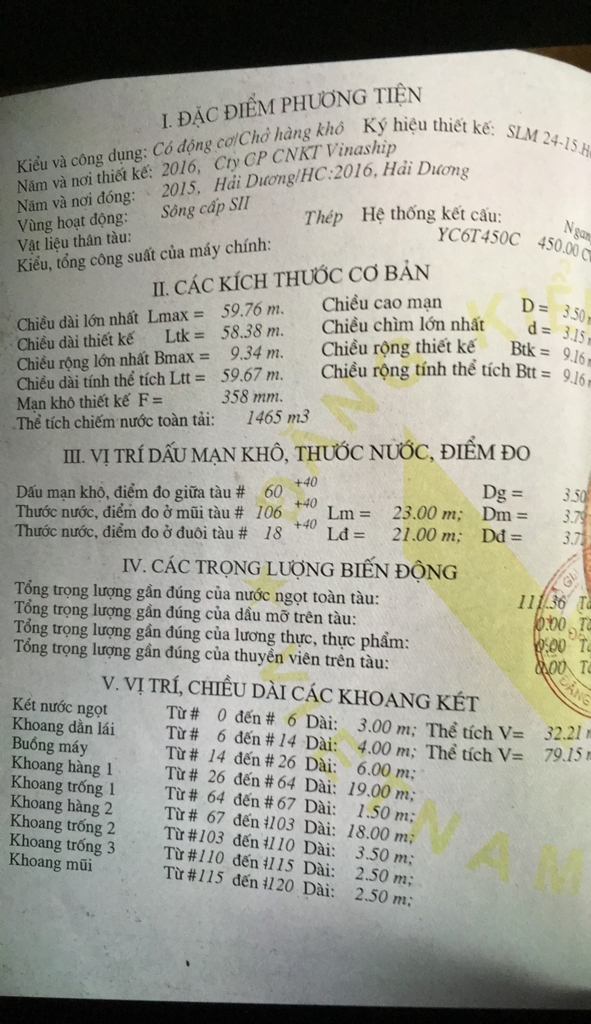 I. ĐẶC ĐIỂM PHƯƠNG TIỆN
Kiểu và công dụng: Có động cơ/Chở hàng khô Ký hiệu thiết kế: SLM 24-15.
Năm và nơi thiết kế: 2016, Cty CP CNKT Vinaship
Năm và nơi đóng: 2015, Hải Dương/HC:2016, Hải Dương
Vùng hoạt động: Sông cấp SII
Vật liệu thân tàu: Thép Hệ thống kết cấu: Ngang
Kiểu, tổng công suất của máy chính: YC6T450C 450.00
II. CÁC KÍCH THƯỚC CƠ BẢN
Chiều dài lớn nhất Lmax = 59.76 m. Chiều cao mạn D = 3.50
Chiều dài thiết kế Ltk = 58.38 m. Chiều chìm lớn nhất d = 3.15
Chiều rộng lớn nhất Bmax = 9.34 m. Chiều rộng thiết kế Btk = 9.16
Chiều dài tính thể tích Ltt = 59.67 m. Chiều rộng tính thể tích Btt = 9.16
Mạn khô thiết kế F = 358 mm.
Thể tích chiếm nước toàn tải: 1465 m3
III. VỊ TRÍ DẤU MẠN KHÔ, THƯỚC NƯỚC, ĐIỂM ĐO
Dấu mạn khô, điểm đo giữa tàu # 60 +40 Dg = 3.50
Thước nước, điểm đo ở mũi tàu # 106 +40 Lm = 23.00 m; Dm = 3.79
Thước nước, điểm đo ở đuôi tàu # 18 +40 Lđ = 21.00 m; Dđ =
IV. CÁC TRỌNG LƯỢNG BIẾN ĐỘNG
Tổng trọng lượng gần đúng của nước ngọt toàn tàu: 111.36
Tổng trọng lượng gần đúng của dầu mỡ trên tàu: 0.00
Tổng trọng lượng gần đúng của lương thực, thực phẩm: 0.00
Tổng trọng lượng gần đúng của thuyền viên trên tàu: 0.00
V. VỊ TRÍ, CHIỀU DÀI CÁC KHOANG KÉT
Két nước ngọt Từ # 0 đến # 6 Dài: 3.00 m; Thể tích V= 32.21
Khoang dẫn lái Từ # 6 đến # 14 Dài: 4.00 m; Thể tích V= 79.15
Buồng máy Từ # 14 đến # 26 Dài: 6.00 m;
Khoang hàng 1 Từ # 26 đến # 64 Dài: 19.00 m;
Khoang trống 1 Từ # 64 đến # 67 Dài: 1.50 m;
Khoang hàng 2 Từ # 67 đến #103 Dài: 18.00 m;
Khoang trống 2 Từ #103 đến #110 Dài: 3.50 m;
Khoang trống 3 Từ #110 đến #115 Dài: 2.50 m;
Khoang mũi Từ #115 đến #120 Dài: 2.50 m;